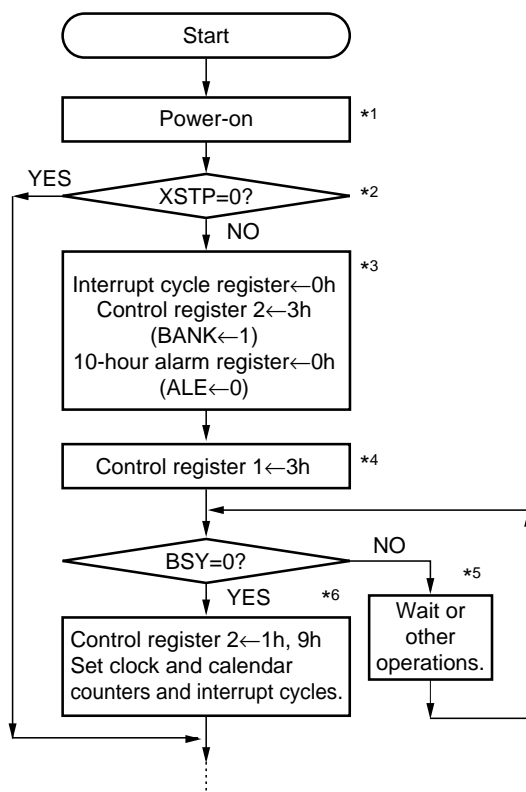 Start
Power-on
*1
YES
XSTP=0?
*2
NO
*3
Interrupt cycle register←0h
Control register 2←3h
(BANK←1)
10-hour alarm register←0h
(ALE←0)
Control register 1←3h
*4
BSY=0?
NO
YES
*6
*5
Wait or
other
operations.
Control register 2←1h, 9h
Set clock and calendar
counters and interrupt cycles.